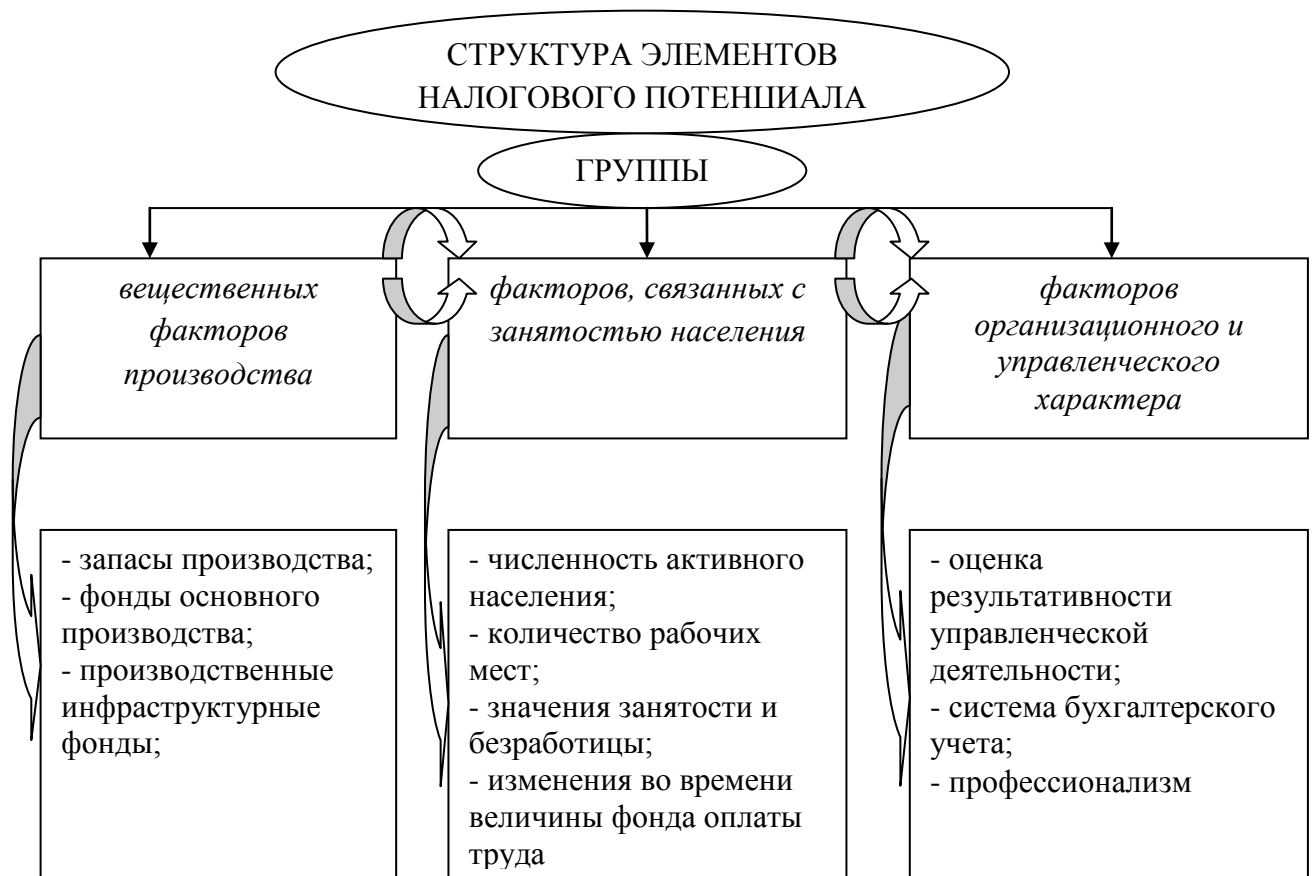 СТРУКТУРА ЭЛЕМЕНТОВ
НАЛОГОВОГО ПОТЕНЦИАЛА
ГРУППЫ
вещественных
факторов
производства
факторов, связанных с
занятостью населения
факторов
организационного и
управленческого
характера
- запасы производства;
- фонды основного
производства;
- производственные
инфраструктурные
фонды;
- численность активного
населения;
- количество рабочих
мест;
- значения занятости и
безработицы;
- изменения во времени
величины фонда оплаты
труда
- оценка
результативности
управленческой
деятельности;
- система бухгалтерского
учета;
- профессионализм